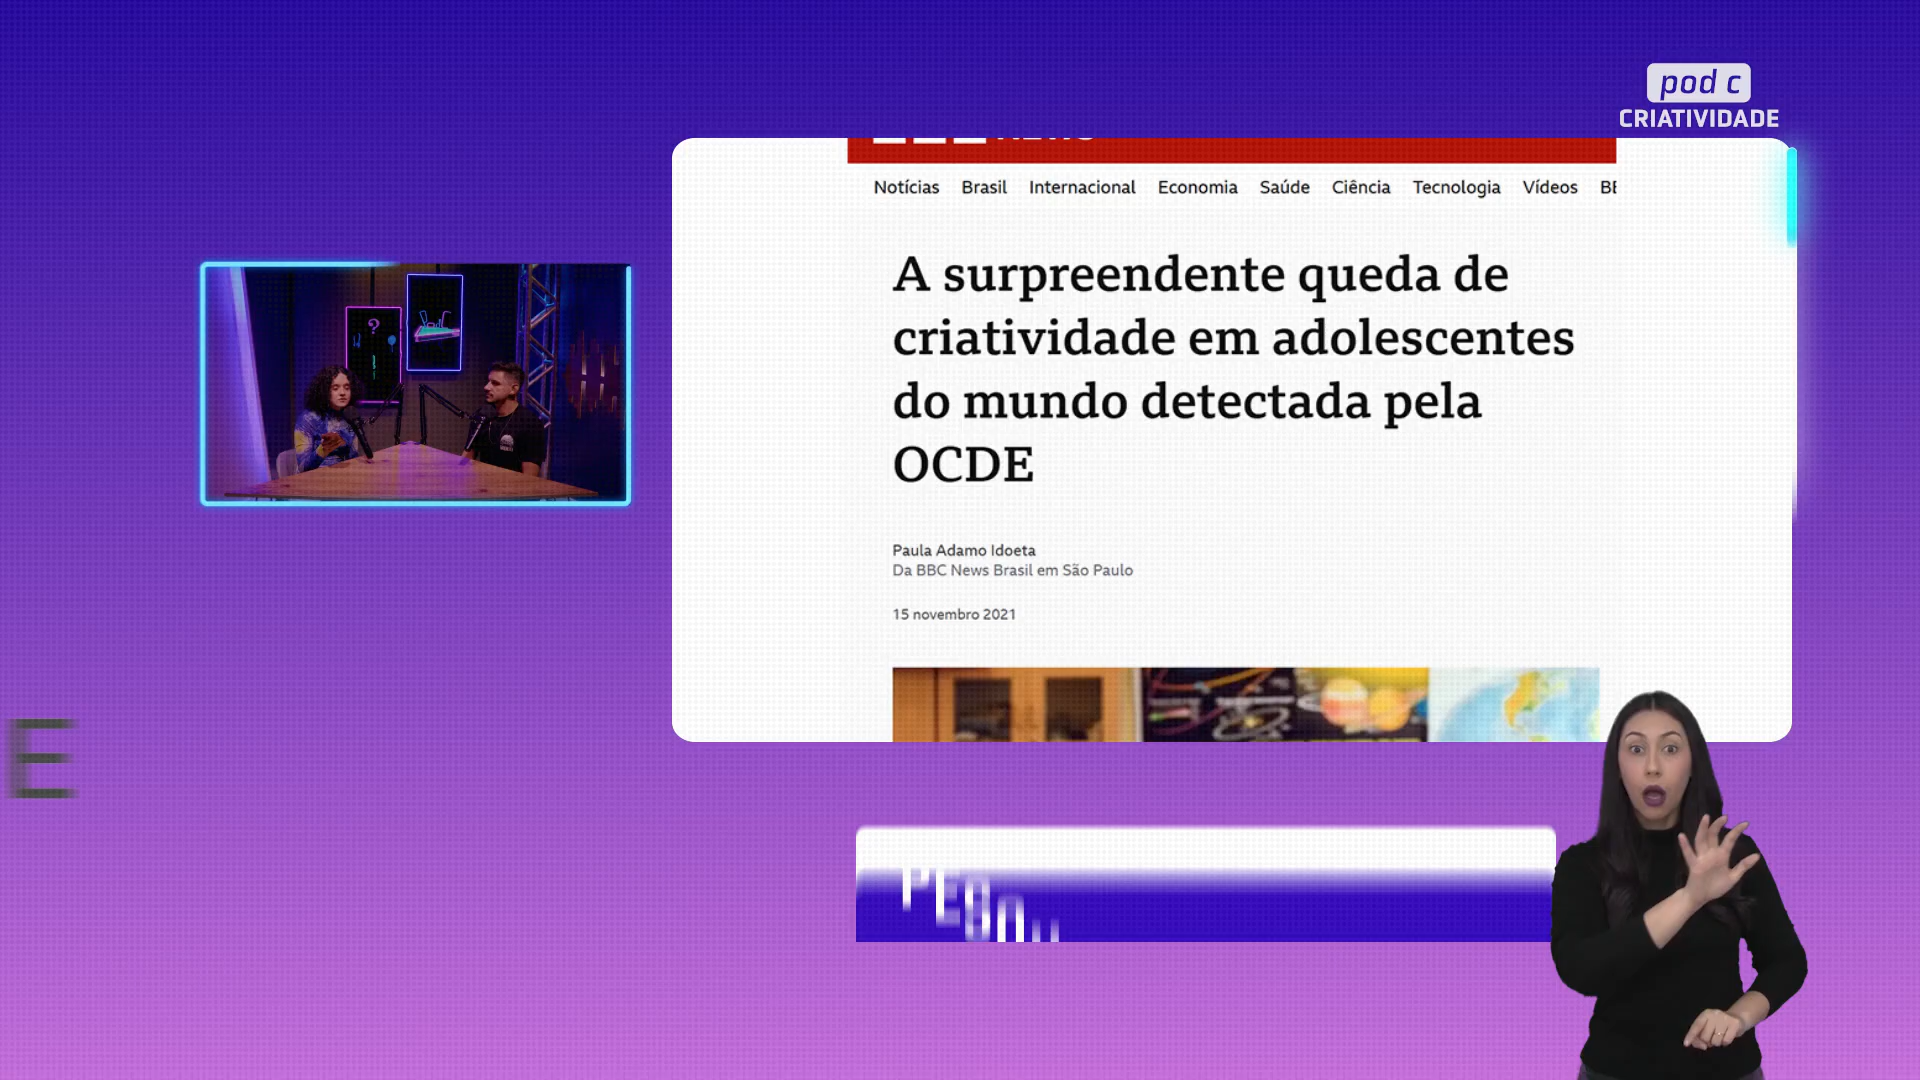 pod c
CRIATIVIDADE
Notícias Brasil Internacional Economia Saúde Ciência Tecnologia Vídeos
A surpreendente queda de
criatividade em adolescentes
do mundo detectada pela
OCDE
Paula Adamo Idoeta
Da BBC News Brasil em São Paulo
15 novembro 2021
E